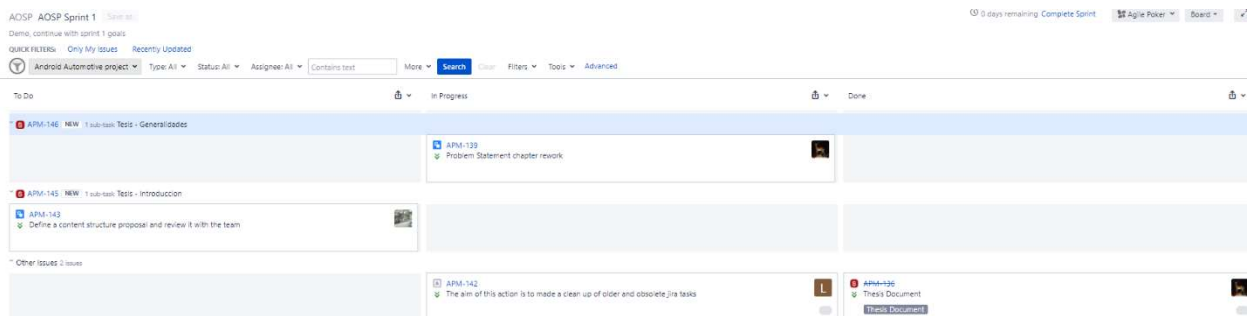 AOSP AOSP Sprint 1 Save as
0 days remaining Complete Sprint Agile Poker Board
Demo, continue with sprint 1 goals
QUICK FILTERS: Only My Issues Recently Updated
Android Automotive project Type: All Status: All Assignee: All Contains text More Search Clear Filters Tools Advanced
To Do In Progress Done
APM-146 NEW 1 sub-task Tesis - Generalidades
APM-139
Problem Statement chapter rework
APM-145 NEW 1 sub-task Tesis - Introduccion
APM-143
Define a content structure proposal and review it with the team
Other Issues 2 issues
APM-142
The aim of this action is to made a clean up of older and obsolete jira tasks
L
APM-136
Thesis Document
Thesis Document